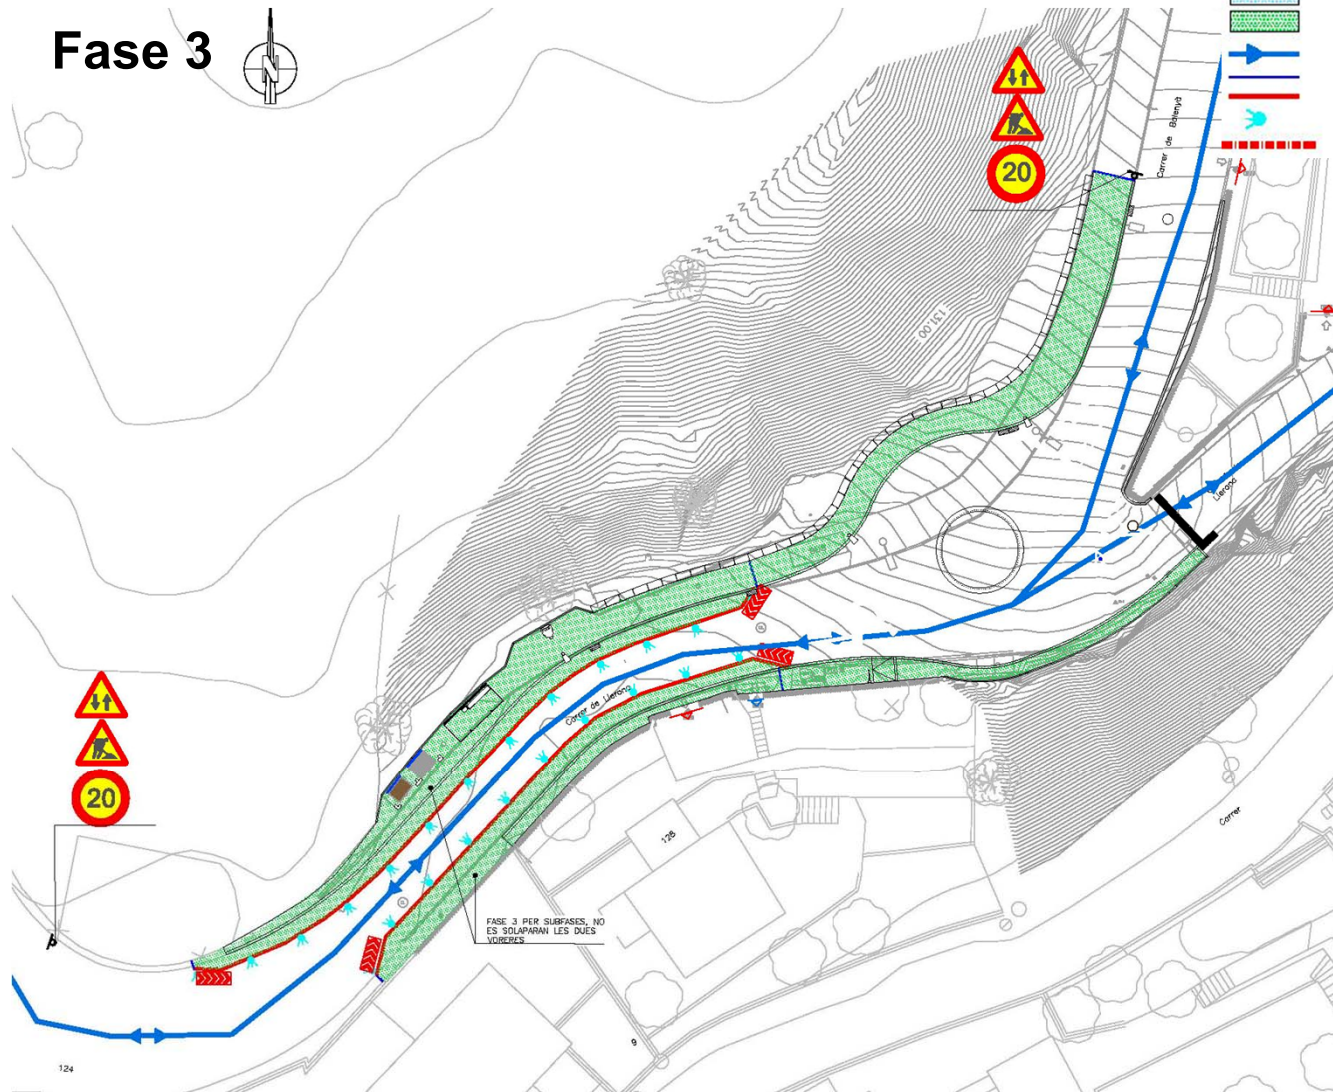 Fase 3
N
20
Carrer de Balenyà
131.00
Llerona
20
Carrer de Llerona
128
Carrer
FASE 3 PER SUBFASES, NO
ES SOLAPARAN LES DUES
VORERES
9
124